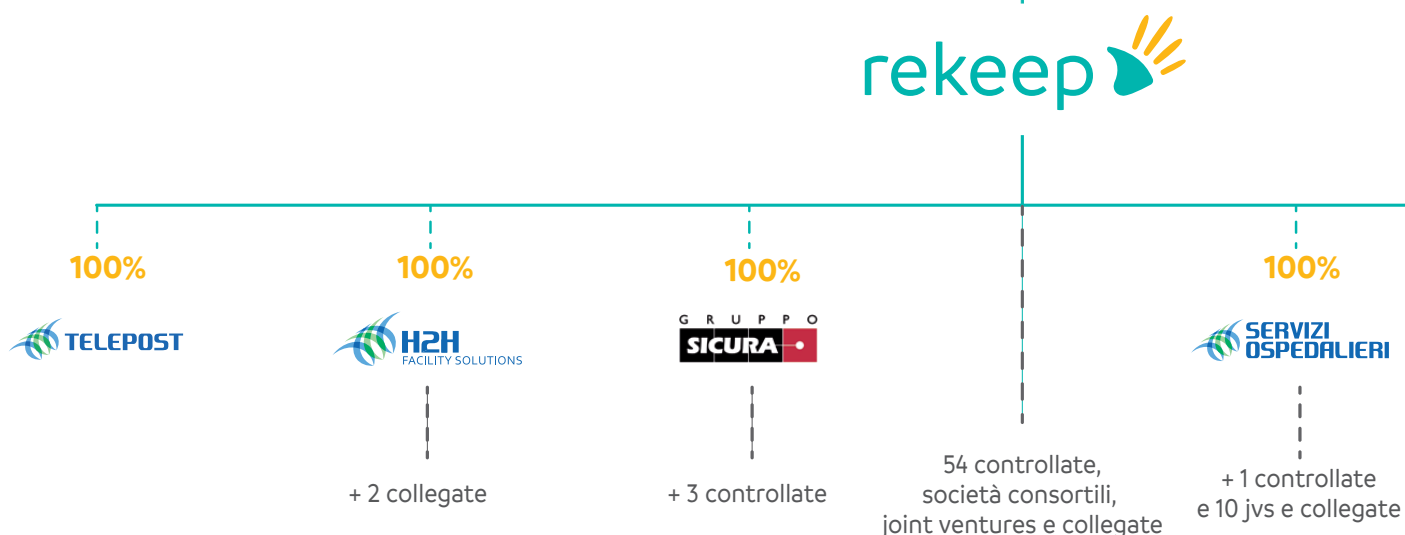 rekeep
100%
100%
100%
100%
TELEPOST
H2H
FACILITY SOLUTIONS
GRUPPO
SICURA
SERVIZI
OSPEDALIERI
+ 2 collegate
+ 3 controllate
54 controllate,
società consortili,
joint ventures e collegate
+ 1 controllate
e 10 jvs e collegate